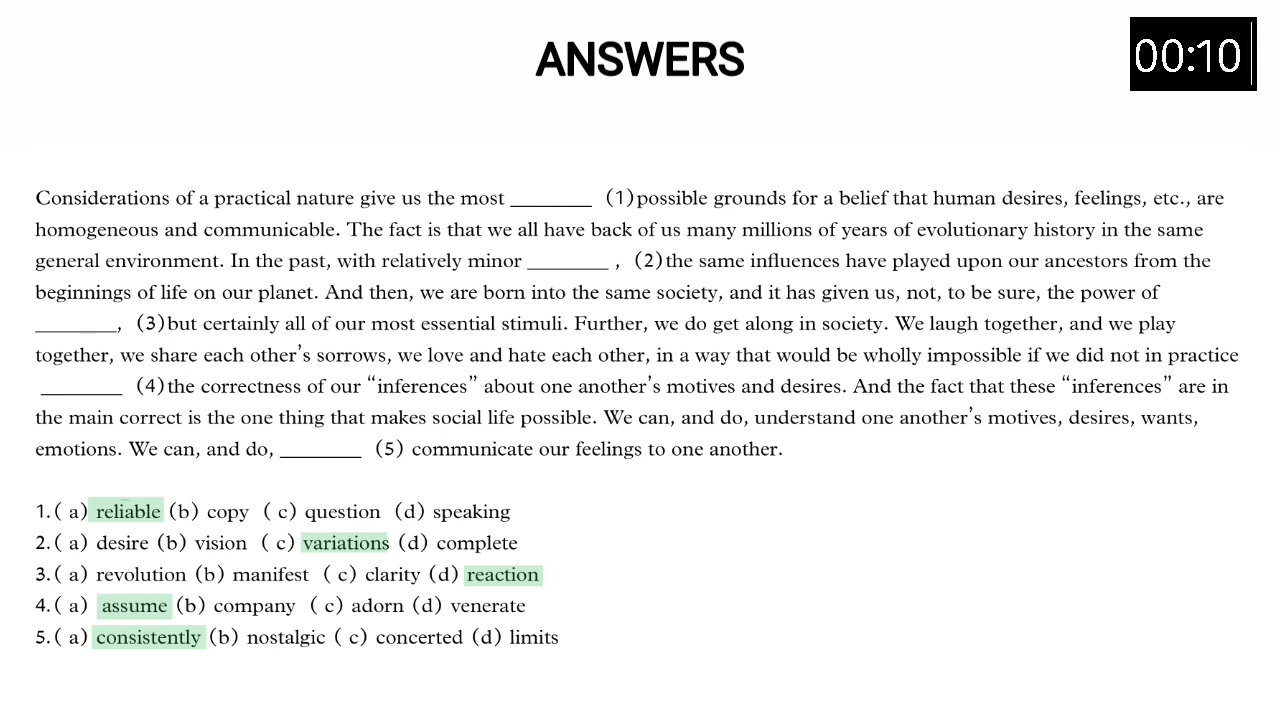 ANSWERS
00:10
Considerations of a practical nature give us the most ________ (1)possible grounds for a belief that human desires, feelings, etc., are
homogeneous and communicable. The fact is that we all have back of us many millions of years of evolutionary history in the same
general environment. In the past, with relatively minor ________ , (2)the same influences have played upon our ancestors from the
beginnings of life on our planet. And then, we are born into the same society, and it has given us, not, to be sure, the power of
________, (3)but certainly all of our most essential stimuli. Further, we do get along in society. We laugh together, and we play
together, we share each other’s sorrows, we love and hate each other, in a way that would be wholly impossible if we did not in practice
________ (4)the correctness of our “inferences” about one another’s motives and desires. And the fact that these “inferences” are in
the main correct is the one thing that makes social life possible. We can, and do, understand one another’s motives, desires, wants,
emotions. We can, and do, ________ (5) communicate our feelings to one another.
1.( a) reliable (b) copy ( c) question (d) speaking
2.( a) desire (b) vision ( c) variations (d) complete
3.( a) revolution (b) manifest ( c) clarity (d) reaction
4.( a) assume (b) company ( c) adorn (d) venerate
5.( a) consistently (b) nostalgic ( c) concerted (d) limits